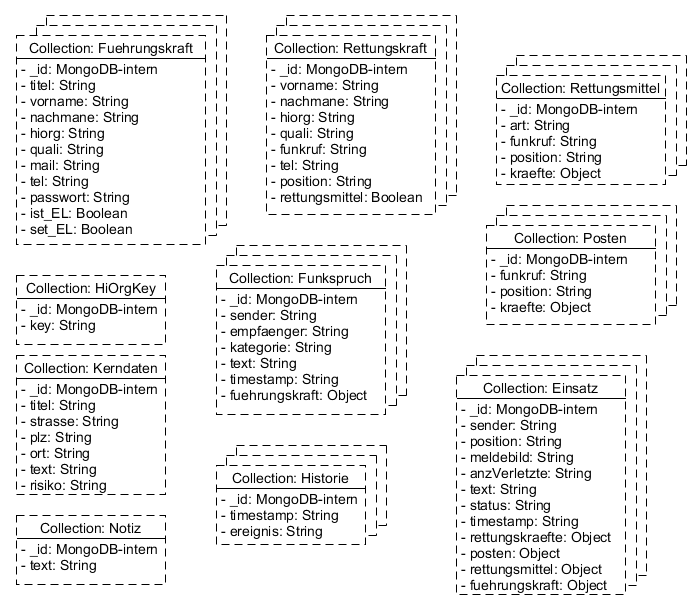 Collection: Fuehrungskraft
- _id: MongoDB-intern
- titel: String
- vorname: String
- nachmane: String
- hiorg: String
- quali: String
- mail: String
- tel: String
- passwort: String
- ist_EL: Boolean
- set_EL: Boolean
Collection: Rettungskraft
- _id: MongoDB-intern
- vorname: String
- nachmane: String
- hiorg: String
- quali: String
- funkruf: String
- tel: String
- position: String
- rettungsmittel: Boolean
Collection: Rettungsmittel
- _id: MongoDB-intern
- art: String
- funkruf: String
- position: String
- kraefte: Object
Collection: Posten
- _id: MongoDB-intern
- funkruf: String
- position: String
- kraefte: Object
Collection: HiOrgKey
- _id: MongoDB-intern
- key: String
Collection: Funkspruch
- _id: MongoDB-intern
- sender: String
- empfaenger: String
- kategorie: String
- text: String
- timestamp: String
- fuehrungskraft: Object
Collection: Kerndaten
- _id: MongoDB-intern
- titel: String
- strasse: String
- plz: String
- ort: String
- text: String
- risiko: String
Collection: Einsatz
- _id: MongoDB-intern
- sender: String
- position: String
- meldebild: String
- anzVerletzte: String
- text: String
- status: String
- timestamp: String
- rettungskraefte: Object
- posten: Object
- rettungsmittel: Object
- fuehrungskraft: Object
Collection: Historie
- _id: MongoDB-intern
- timestamp: String
- ereignis: String
Collection: Notiz
- _id: MongoDB-intern
- text: String